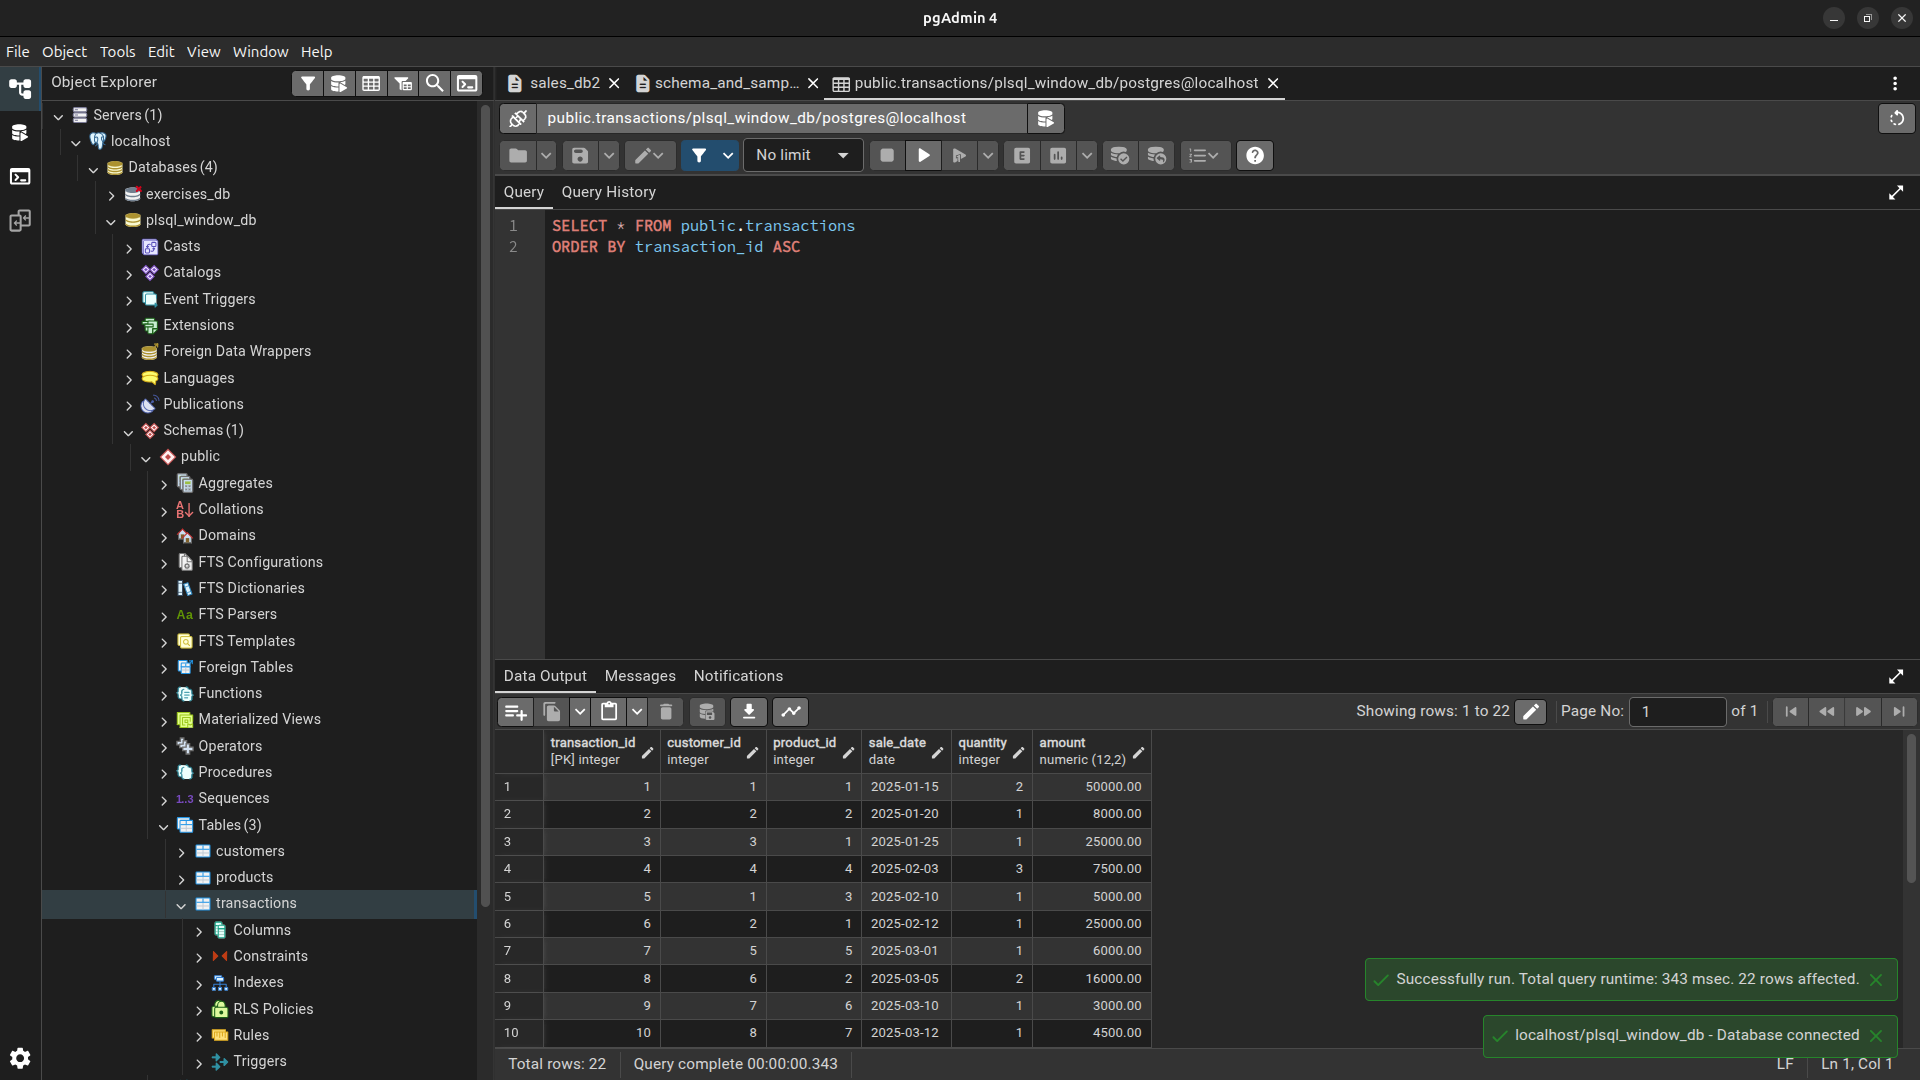 pgAdmin 4
File Object Tools Edit View Window Help
Object Explorer
Servers (1)
localhost
Databases (4)
exercises_db
plsql_window_db
Casts
Catalogs
Event Triggers
Extensions
Foreign Data Wrappers
Languages
Publications
Schemas (1)
public
Aggregates
Collations
Domains
FTS Configurations
FTS Dictionaries
Aa FTS Parsers
FTS Templates
Foreign Tables
Functions
Materialized Views
Operators
Procedures
1..3 Sequences
Tables (3)
customers
products
transactions
Columns
Constraints
Indexes
RLS Policies
Rules
Triggers
sales_db2 schema_and_samp... public.transactions/plsql_window_db/postgres@localhost
public.transactions/plsql_window_db/postgres@localhost
No limit
Query Query History
1 SELECT * FROM public.transactions
2 ORDER BY transaction_id ASC
Data Output Messages Notifications
Showing rows: 1 to 22 Page No: 1 of 1
transaction_id customer_id product_id sale_date quantity amount
[PK] integer integer integer date integer numeric (12,2)
1 1 1 1 2025-01-15 2 50000.00
2 2 2 2 2025-01-20 1 8000.00
3 3 3 1 2025-01-25 1 25000.00
4 4 4 4 2025-02-03 3 7500.00
5 5 1 3 2025-02-10 1 5000.00
6 6 2 1 2025-02-12 1 25000.00
7 7 5 5 2025-03-01 1 6000.00
8 8 6 2 2025-03-05 2 16000.00
9 9 7 6 2025-03-10 1 3000.00
10 10 8 7 2025-03-12 1 4500.00
Successfully run. Total query runtime: 343 msec. 22 rows affected.
localhost/plsql_window_db - Database connected
Total rows: 22 Query complete 00:00:00.343 LF Ln 1, Col 1